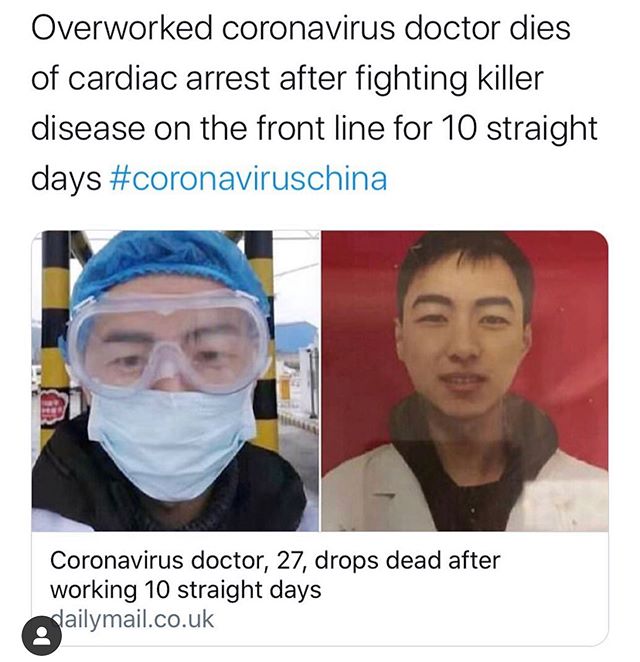 Overworked coronavirus doctor dies
of cardiac arrest after fighting killer
disease on the front line for 10 straight
days #coronaviruschina
Coronavirus doctor, 27, drops dead after
working 10 straight days
dailymail.co.uk